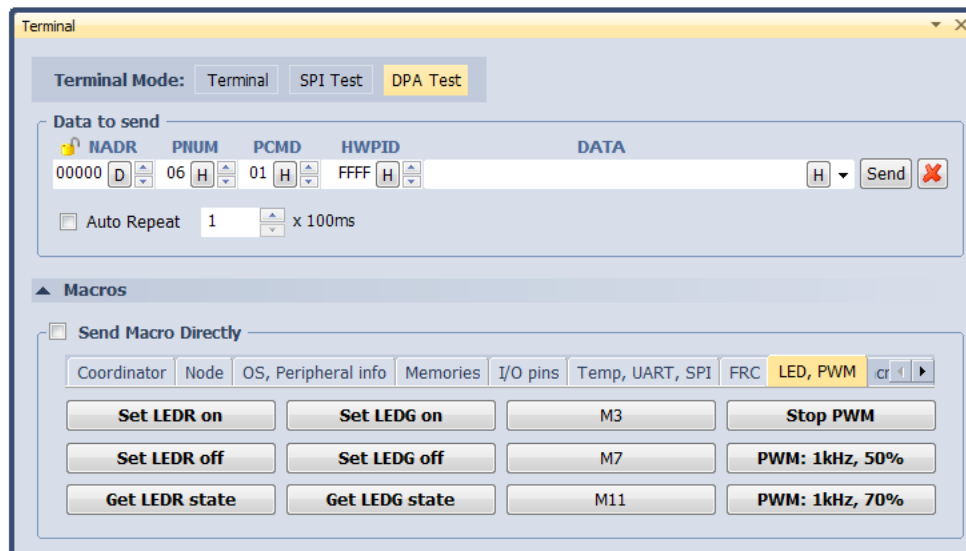 Terminal
Terminal Mode: Terminal SPI Test DPA Test
Data to send
NADR PNUM PCMD HWPID DATA
00000 D 06 H 01 H FFFF H H Send
Auto Repeat 1 x 100ms
Macros
Send Macro Directly
Coordinator Node OS, Peripheral info Memories I/O pins Temp, UART, SPI FRC LED, PWM
Set LEDR on Set LEDG on M3 Stop PWM
Set LEDR off Set LEDG off M7 PWM: 1kHz, 50%
Get LEDR state Get LEDG state M11 PWM: 1kHz, 70%